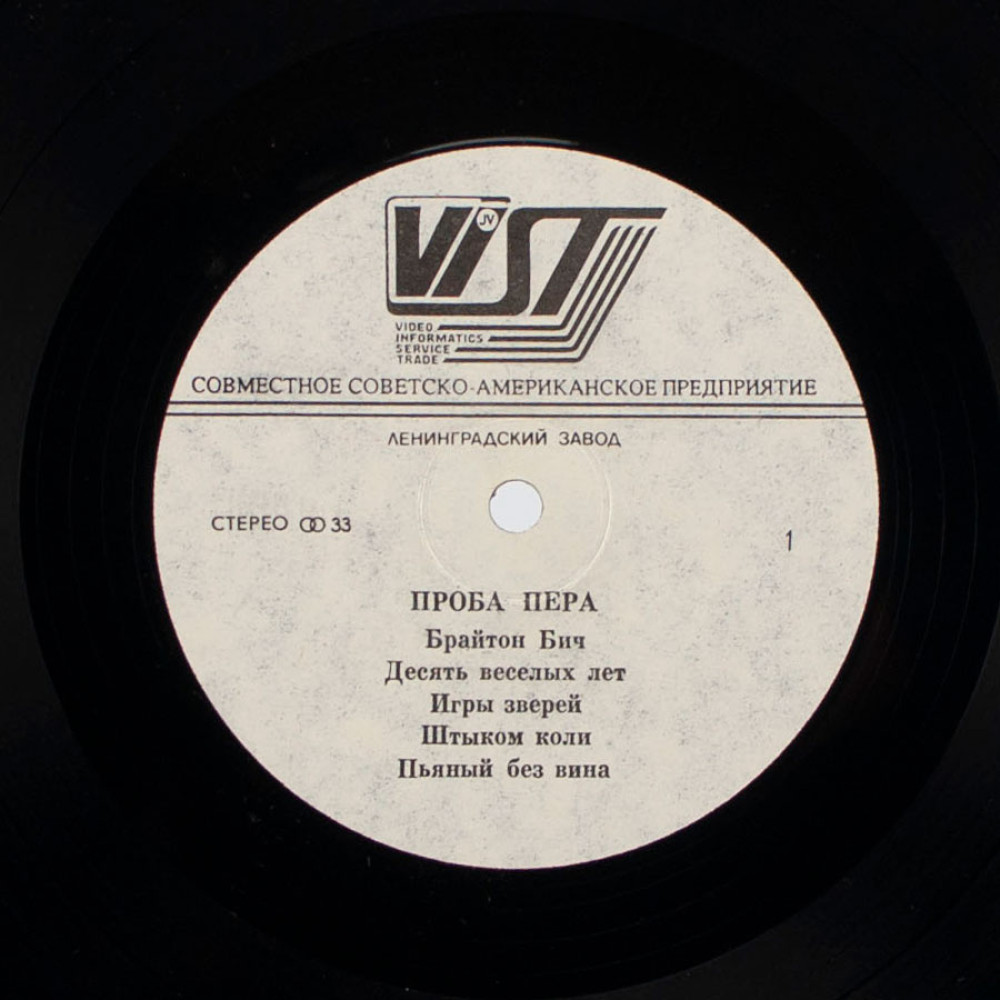 VIST
JV
VIDEO
INFORMATICS
SERVICE
TRADE
СОВМЕСТНОЕ СОВЕТСКО-АМЕРИКАНСКОЕ ПРЕДПРИЯТИЕ
ЛЕНИНГРАДСКИЙ ЗАВОД
СТЕРЕО 33
1
ПРОБА ПЕРА
Брайтон Бич
Десять веселых лет
Игры зверей
Штыком коли
Пьяный без вина